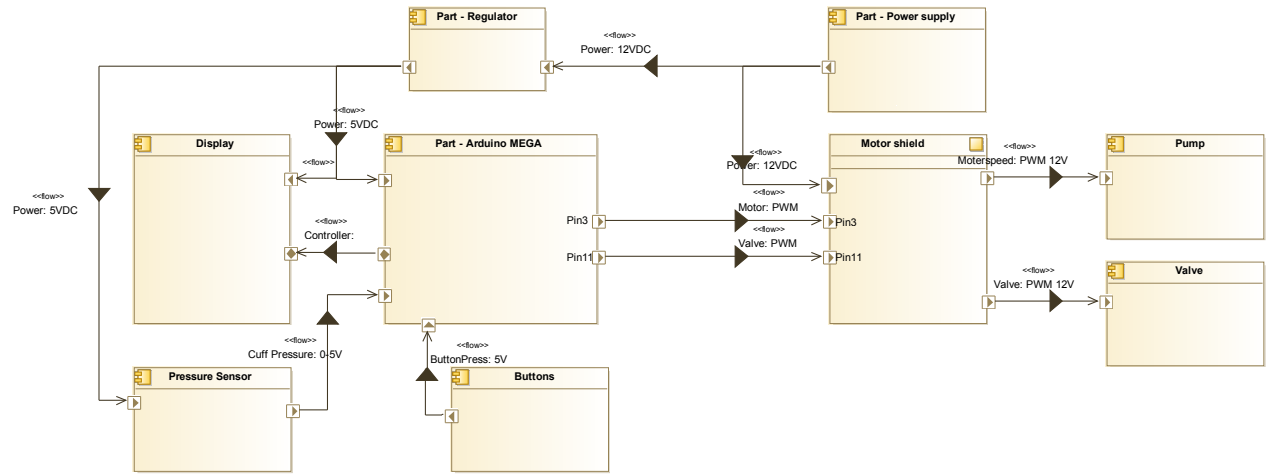 Part - Regulator
Part - Power supply
<<flow>>
Power: 12VDC
<<flow>>
Power: 5VDC
Display
Part - Arduino MEGA
Motor shield
Pump
<<flow>>
<<flow>>
Power: 12VDC
Moterspeed: PWM 12V
<<flow>>
<<flow>>
Power: 5VDC
<<flow>>
Motor: PWM
Pin3
Pin3
<<flow>>
Controller:
<<flow>>
Valve: PWM
Pin11
Pin11
Valve
<<flow>>
Valve: PWM 12V
<<flow>>
Cuff Pressure: 0-5V
<<flow>>
ButtonPress: 5V
Pressure Sensor
Buttons